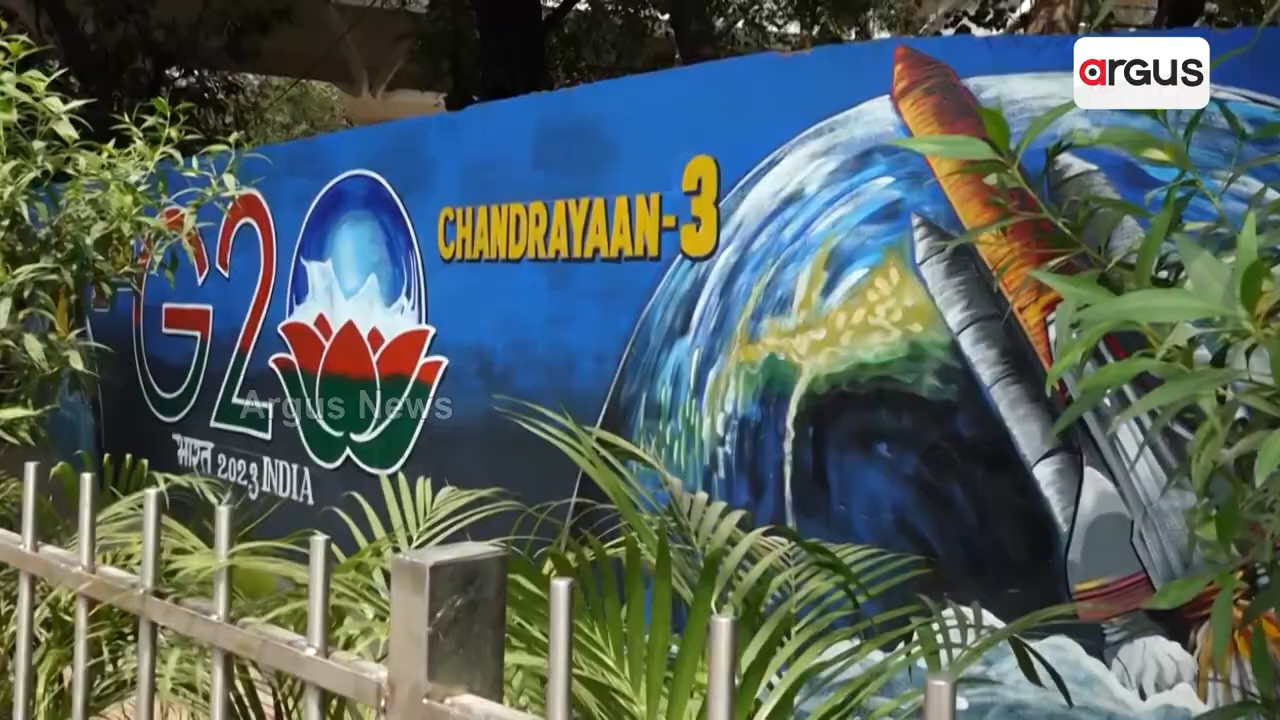 argus
CHANDRAYAAN-3
G20
Argus News
भारत 2023 INDIA